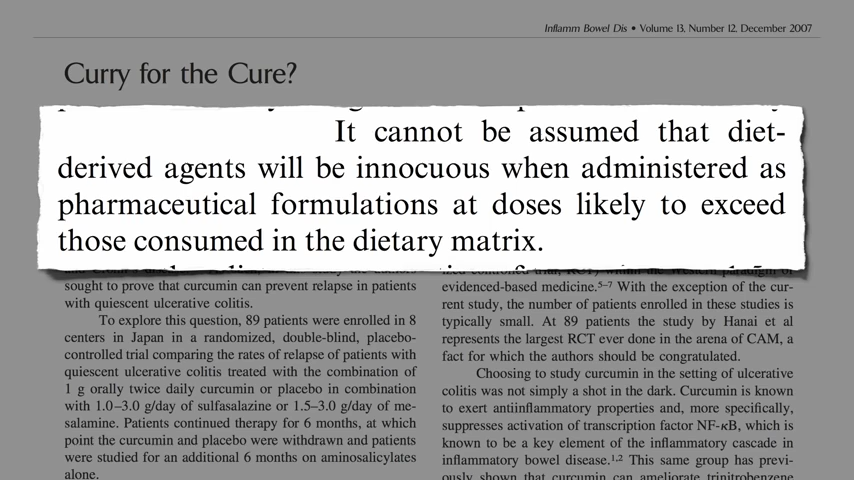 Inflamm Bowel Dis • Volume 13, Number 12, December 2007
Curry for the Cure?
It cannot be assumed that diet-
derived agents will be innocuous when administered as
pharmaceutical formulations at doses likely to exceed
those consumed in the dietary matrix.
sought to prove that curcumin can prevent relapse in patients
with quiescent ulcerative colitis.
To explore this question, 89 patients were enrolled in 8
centers in Japan in a randomized, double-blind, placebo-
controlled trial comparing the rates of relapse of patients with
quiescent ulcerative colitis treated with the combination of
1 g orally twice daily curcumin or placebo in combination
with 1.0–3.0 g/day of sulfasalazine or 1.5–3.0 g/day of me-
salamine. Patients continued therapy for 6 months, at which
point the curcumin and placebo were withdrawn and patients
were studied for an additional 6 months on aminosalicylates
alone.
evidenced-based medicine.⁵⁻⁷ With the exception of the cur-
rent study, the number of patients enrolled in these studies is
typically small. At 89 patients the study by Hanai et al
represents the largest RCT ever done in the arena of CAM, a
fact for which the authors should be congratulated.
Choosing to study curcumin in the setting of ulcerative
colitis was not simply a shot in the dark. Curcumin is known
to exert antiinflammatory properties and, more specifically,
suppresses activation of transcription factor NF-κB, which is
known to be a key element of the inflammatory cascade in
inflammatory bowel disease.¹,² This same group has previ-
ously shown that curcumin can ameliorate trinitrobenzene